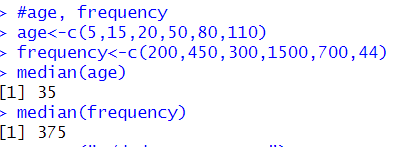 > #age, frequency
> age<-c(5,15,20,50,80,110)
> frequency<-c(200,450,300,1500,700,44)
> median(age)
[1] 35
> median(frequency)
[1] 375